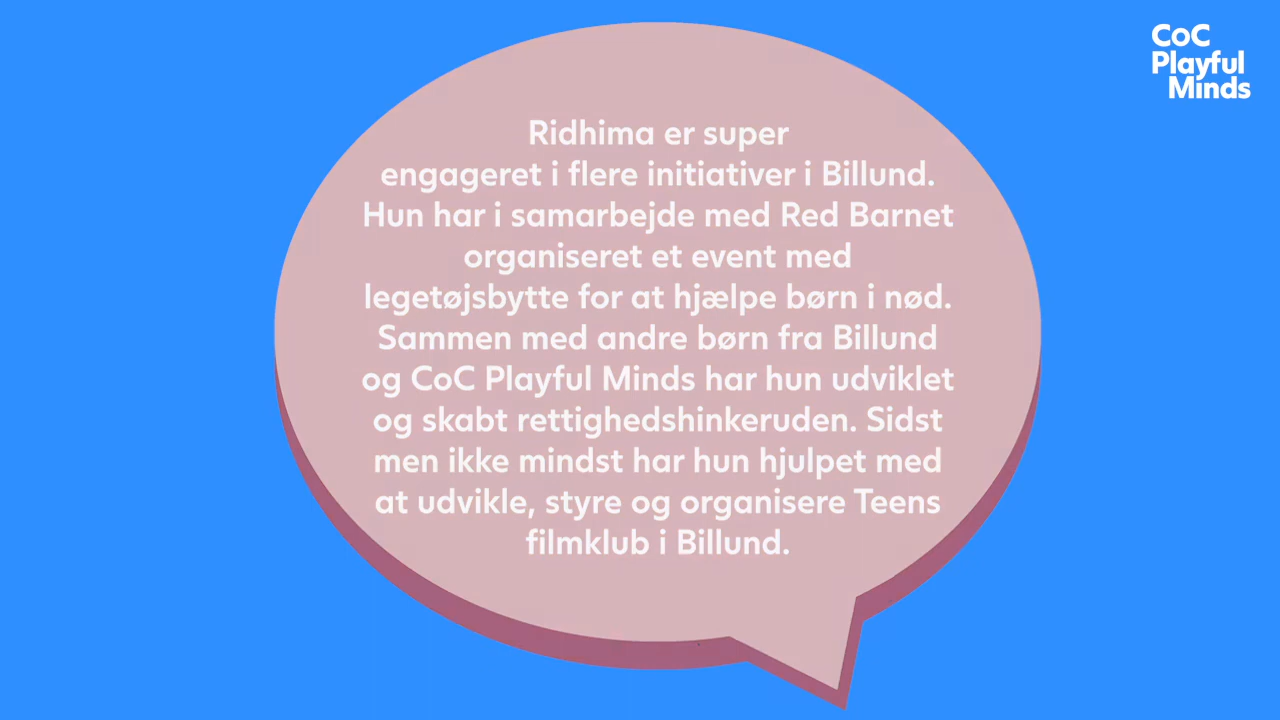 CoC
Playful
Minds
Ridhima er super
engageret i flere initiativer i Billund.
Hun har i samarbejde med Red Barnet
organiseret et event med
legetøjsbytte for at hjælpe børn i nød.
Sammen med andre børn fra Billund
og CoC Playful Minds har hun udviklet
og skabt rettighedshinkeruden. Sidst
men ikke mindst har hun hjulpet med
at udvikle, styre og organisere Teens
filmklub i Billund.